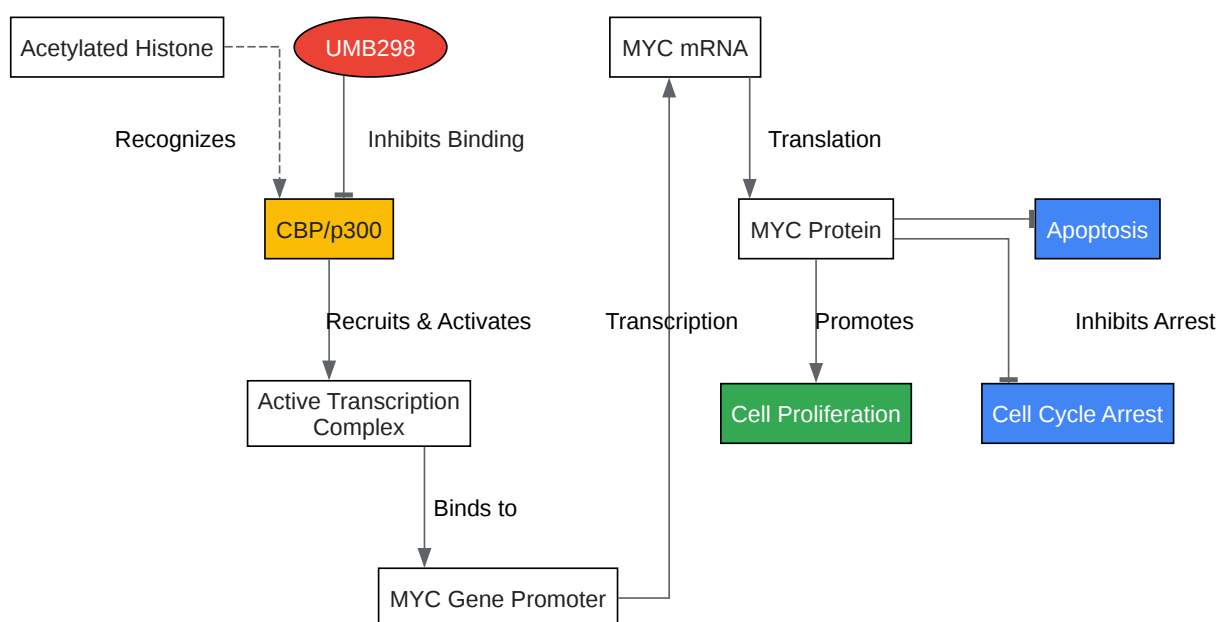 Acetylated Histone
UMB298
MYC mRNA
Recognizes
Inhibits Binding
Translation
CBP/p300
MYC Protein
Apoptosis
Recruits & Activates
Transcription
Promotes
Inhibits Arrest
Active Transcription
Complex
Cell Proliferation
Cell Cycle Arrest
Binds to
MYC Gene Promoter